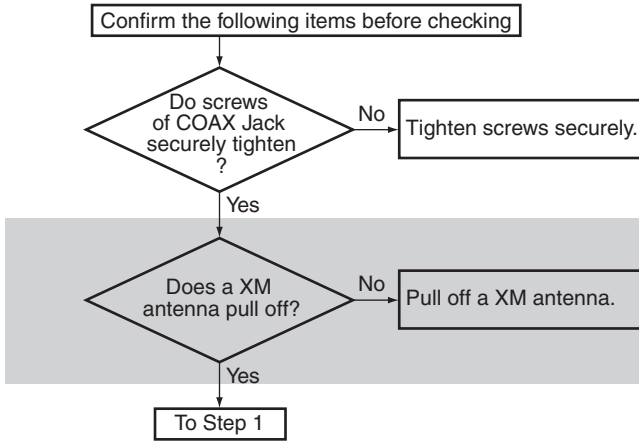 Confirm the following items before checking
Do screws
of COAX Jack
securely tighten
?
No
Tighten screws securely.
Yes
Does a XM
antenna pull off?
No
Pull off a XM antenna.
Yes
To Step 1